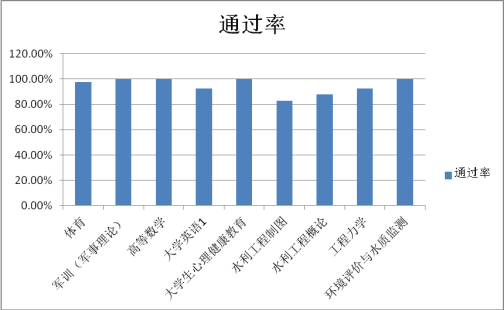 通过率
120.00%
100.00%
80.00%
60.00%
40.00%
20.00%
0.00%
通过率
体育
军训（军事理论）
高等数学
大学英语1
大学生心理健康教育
水利工程制图
水利工程概论
工程力学
环境评价与水质监测